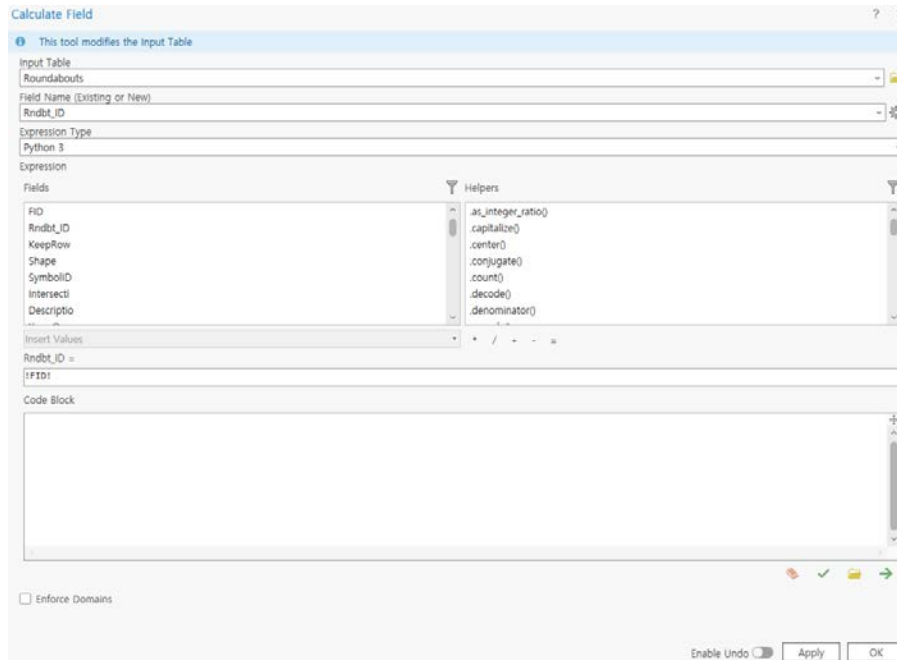 Calculate Field ?
This tool modifies the Input Table
Input Table
Roundabouts
Field Name (Existing or New)
Rndbt_ID
Expression Type
Python 3
Expression
Fields
FID
Rndbt_ID
KeepRow
Shape
SymbolID
Intersecti
Descriptio
Helpers
.as_integer_ratio()
.capitalize()
.center()
.conjugate()
.count()
.decode()
.denominator()
Insert Values * / + - =
Rndbt_ID =
!FID!
Code Block
Enforce Domains
Enable Undo Apply OK